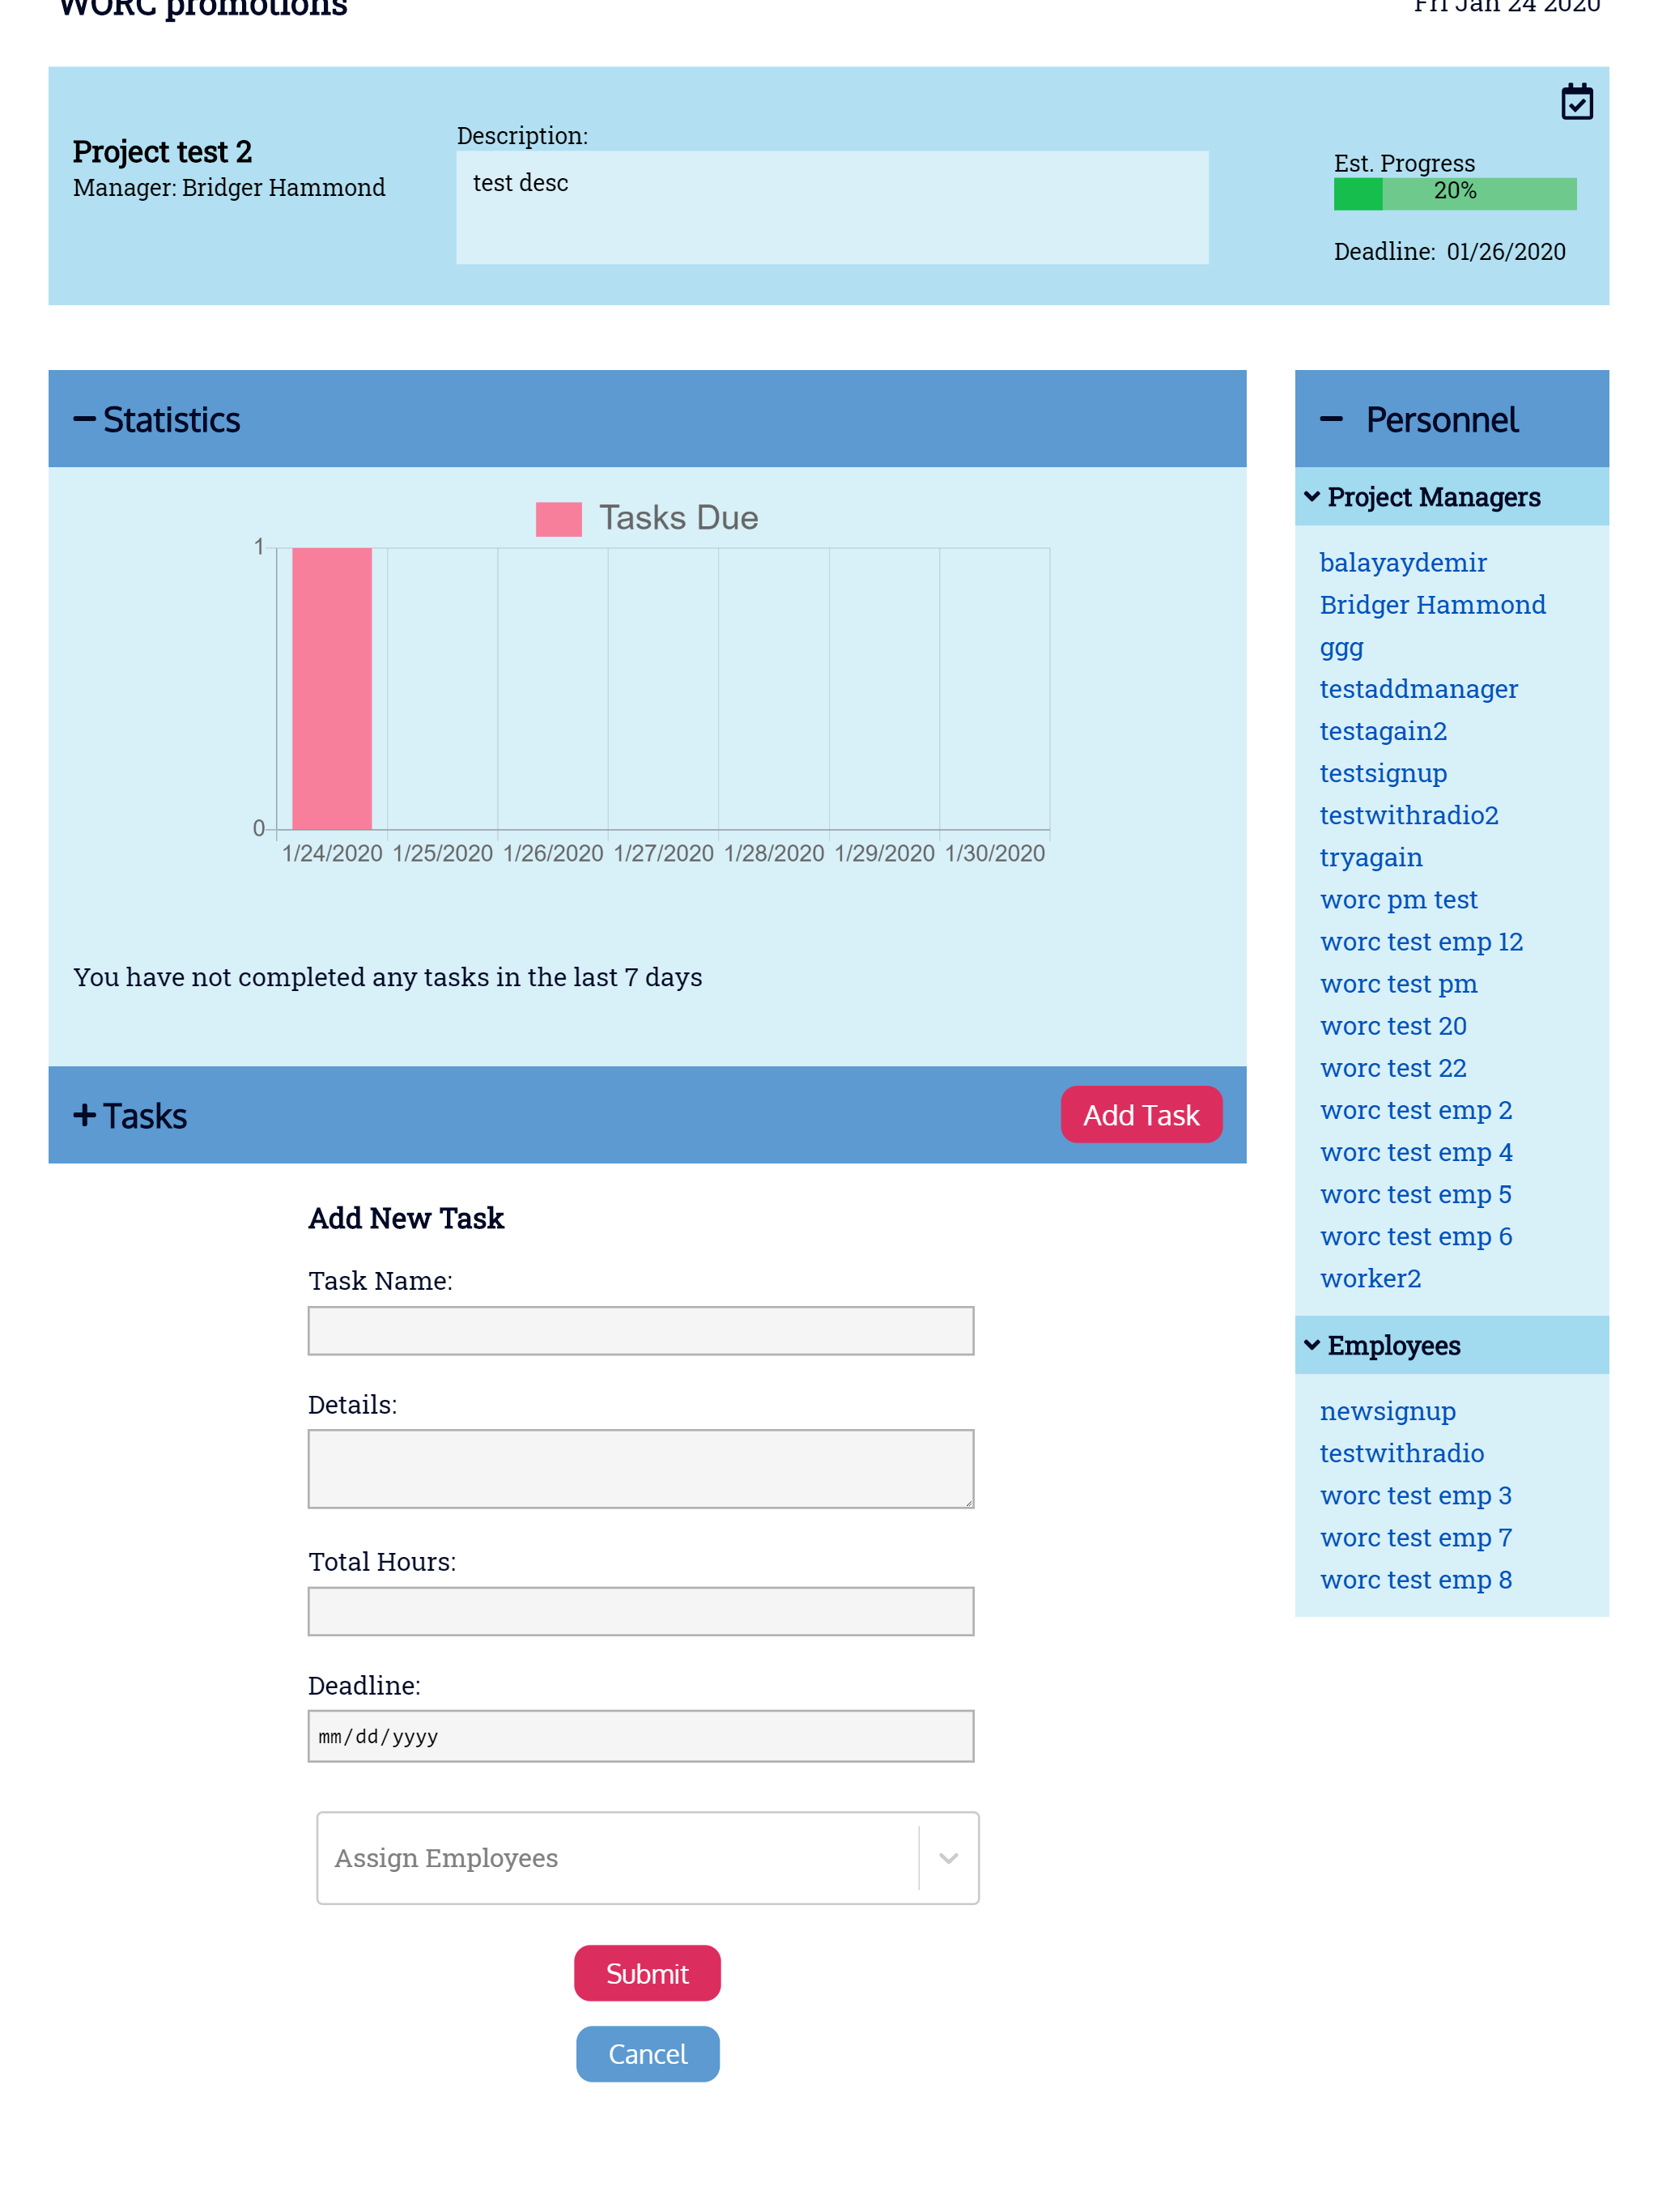 WORC promotions
Fri Jan 24 2020
Project test 2
Manager: Bridger Hammond
Description:
test desc
Est. Progress
20%
Deadline: 01/26/2020
Statistics
Tasks Due
1
0
1/24/2020 1/25/2020 1/26/2020 1/27/2020 1/28/2020 1/29/2020 1/30/2020
You have not completed any tasks in the last 7 days
Tasks
Add Task
Add New Task
Task Name:
Details:
Total Hours:
Deadline:
mm/dd/yyyy
Assign Employees
Submit
Cancel
Personnel
Project Managers
balayaydemir
Bridger Hammond
ggg
testaddmanager
testagain2
testsignup
testwithradio2
tryagain
worc pm test
worc test emp 12
worc test pm
worc test 20
worc test 22
worc test emp 2
worc test emp 4
worc test emp 5
worc test emp 6
worker2
Employees
newsignup
testwithradio
worc test emp 3
worc test emp 7
worc test emp 8